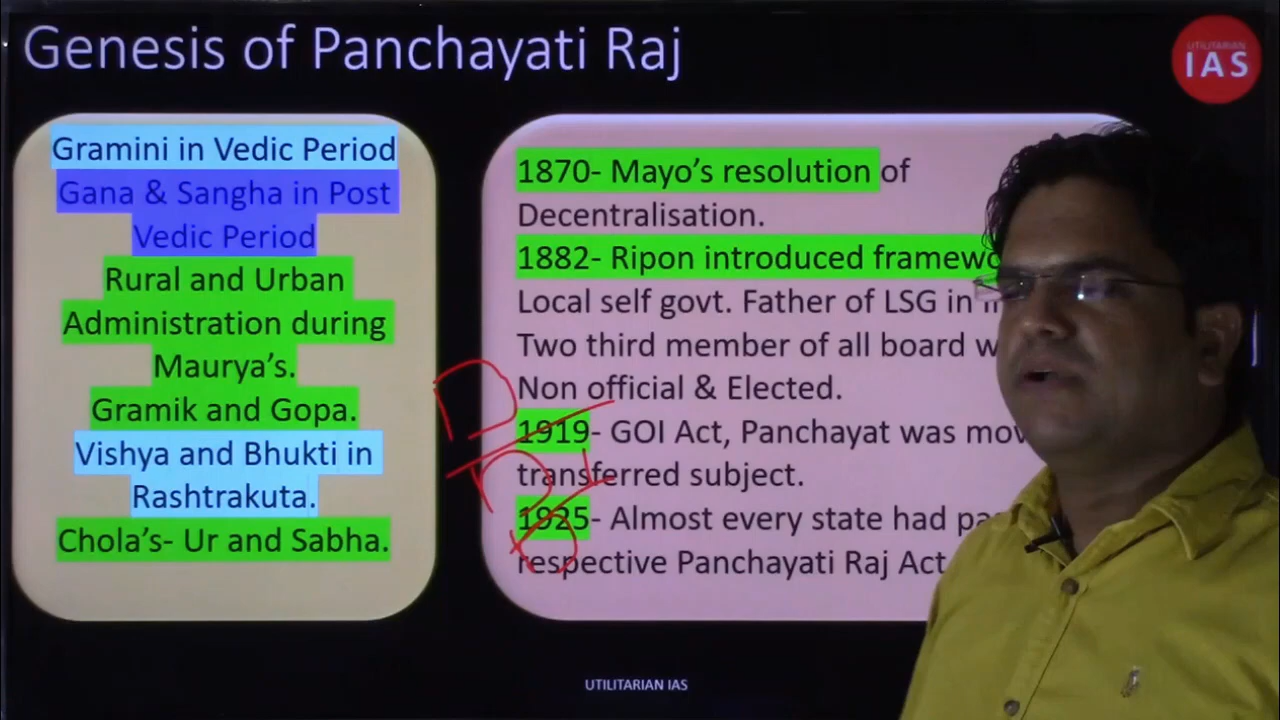 Genesis of Panchayati Raj
UTILITARIAN
IAS
Gramini in Vedic Period
Gana & Sangha in Post
Vedic Period
Rural and Urban
Administration during
Maurya's.
Gramik and Gopa.
Vishya and Bhukti in
Rashtrakuta.
Chola's- Ur and Sabha.
1870- Mayo's resolution of
Decentralisation.
1882- Ripon introduced
Local self govt. Father of LSG in
Two third member of all board
Non official & Elected.
1919- GOI Act, Panchayat was
transferred subject.
1925- Almost every state had
respective Panchayati Raj Act
UTILITARIAN IAS